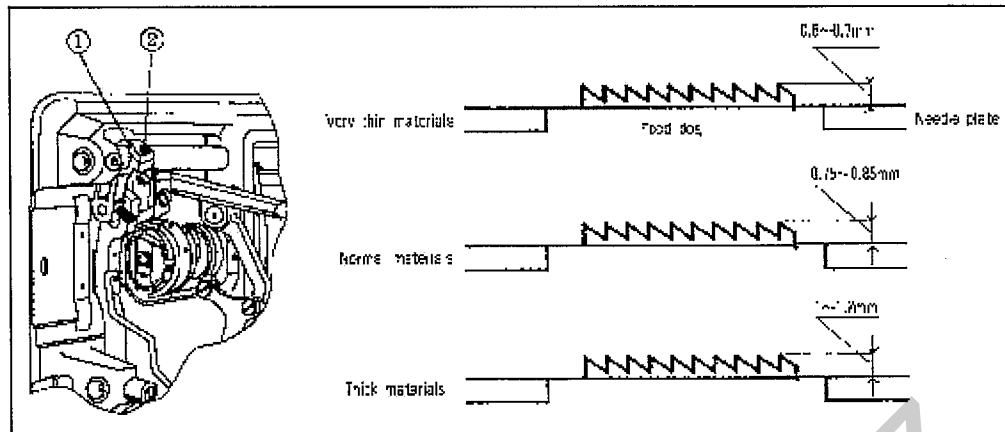 ① ②
Very thin materials
Feed dog
Needle plate
0.75~0.85mm
Normal materials
Thick materials